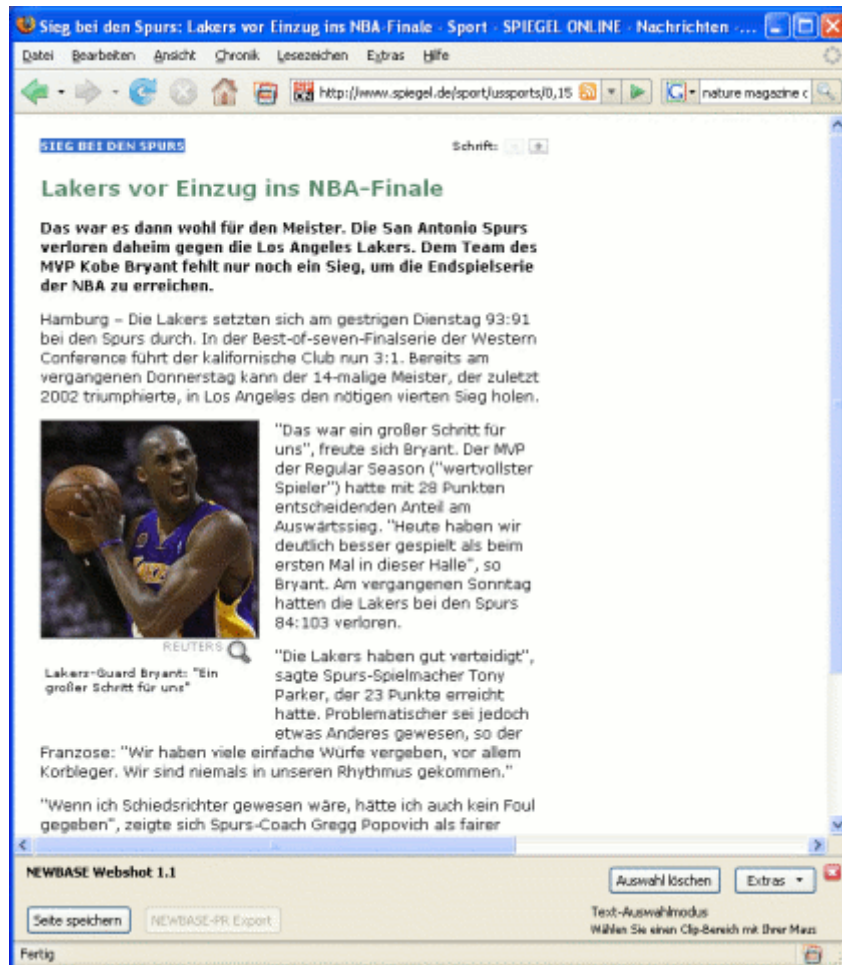 Sieg bei den Spurs: Lakers vor Einzug ins NBA-Finale - Sport - SPIEGEL ONLINE - Nachrichten - ...
Datei Bearbeiten Ansicht Chronik Lesezeichen Extras Hilfe
http://www.spiegel.de/sport/ussports/0,15 nature magazine c
SIEG BEI DEN SPURS Schrift: - +
Lakers vor Einzug ins NBA-Finale
Das war es dann wohl für den Meister. Die San Antonio Spurs
verloren daheim gegen die Los Angeles Lakers. Dem Team des
MVP Kobe Bryant fehlt nur noch ein Sieg, um die Endspielserie
der NBA zu erreichen.
Hamburg – Die Lakers setzten sich am gestrigen Dienstag 93:91
bei den Spurs durch. In der Best-of-seven-Finalserie der Western
Conference führt der kalifornische Club nun 3:1. Bereits am
vergangenen Donnerstag kann der 14-malige Meister, der zuletzt
2002 triumphierte, in Los Angeles den nötigen vierten Sieg holen.
"Das war ein großer Schritt für
uns", freute sich Bryant. Der MVP
der Regular Season ("wertvollster
Spieler") hatte mit 28 Punkten
entscheidenden Anteil am
Auswärtssieg. "Heute haben wir
deutlich besser gespielt als beim
ersten Mal in dieser Halle", so
Bryant. Am vergangenen Sonntag
hatten die Lakers bei den Spurs
84:103 verloren.
REUTERS
Lakers-Guard Bryant: "Ein
großer Schritt für uns"
"Die Lakers haben gut verteidigt",
sagte Spurs-Spielmacher Tony
Parker, der 23 Punkte erreicht
hatte. Problematischer sei jedoch
etwas Anderes gewesen, so der
Franzose: "Wir haben viele einfache Würfe vergeben, vor allem
Korbleger. Wir sind niemals in unseren Rhythmus gekommen."
"Wenn ich Schiedsrichter gewesen wäre, hätte ich auch kein Foul
gegeben", zeigte sich Spurs-Coach Gregg Popovich als fairer
NEWBASE Webshot 1.1
Auswahl löschen Extras
Seite speichern NEWBASE-PR Export
Text-Auswahlmodus
Wählen Sie einen Clip-Bereich mit Ihrer Maus
Fertig